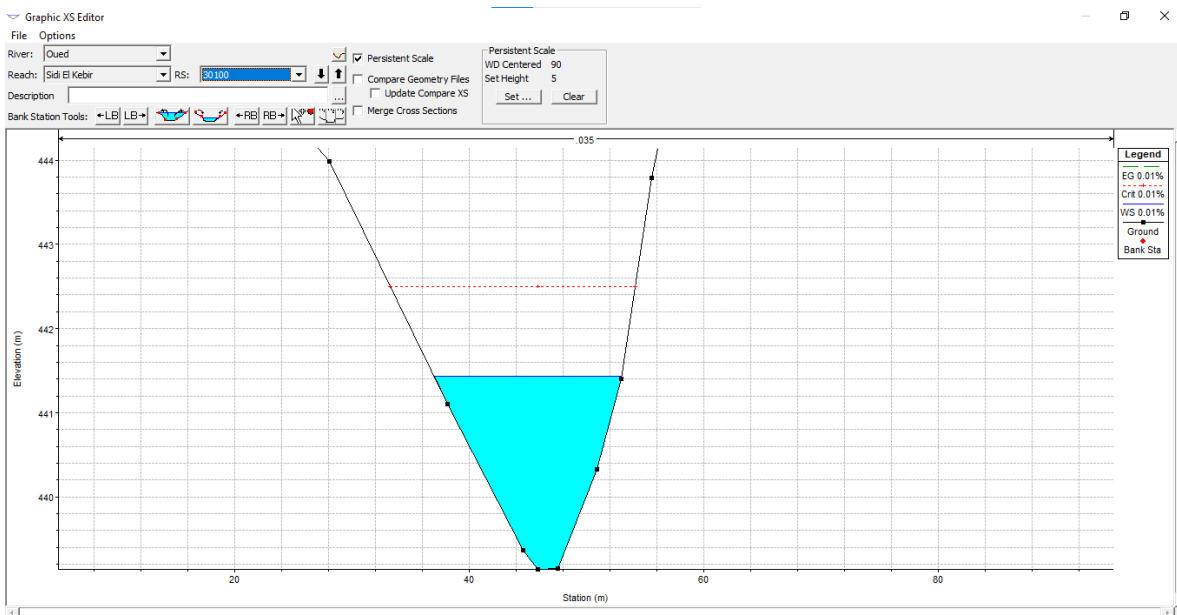 Graphic XS Editor
File Options
River: Oued
Reach: Sidi El Kebir RS: 30100
Description ...
Bank Station Tools: ←LB LB→ ←RB RB→
Persistent Scale
Compare Geometry Files
Update Compare XS
Merge Cross Sections
Persistent Scale
WD Centered 90
Set Height 5
Set ... Clear
.035
444
443
442
441
440
Elevation (m)
20 40 60 80
Station (m)
Legend
EG 0.01%
Crit 0.01%
WS 0.01%
Ground
Bank Sta